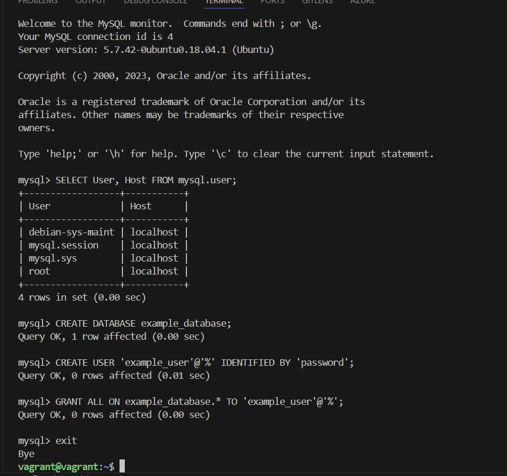 PROBLEMS OUTPUT DEBUG CONSOLE TERMINAL PORTS GITLENS AZURE
Welcome to the MySQL monitor.  Commands end with ; or \g.
Your MySQL connection id is 4
Server version: 5.7.42-0ubuntu0.18.04.1 (Ubuntu)
Copyright (c) 2000, 2023, Oracle and/or its affiliates.
Oracle is a registered trademark of Oracle Corporation and/or its
affiliates. Other names may be trademarks of their respective
owners.
Type 'help;' or '\h' for help. Type '\c' to clear the current input statement.
mysql> SELECT User, Host FROM mysql.user;
+------------------+-----------+
| User             | Host      |
+------------------+-----------+
| debian-sys-maint | localhost |
| mysql.session    | localhost |
| mysql.sys        | localhost |
| root             | localhost |
+------------------+-----------+
4 rows in set (0.00 sec)
mysql> CREATE DATABASE example_database;
Query OK, 1 row affected (0.00 sec)
mysql> CREATE USER 'example_user'@'%' IDENTIFIED BY 'password';
Query OK, 0 rows affected (0.01 sec)
mysql> GRANT ALL ON example_database.* TO 'example_user'@'%';
Query OK, 0 rows affected (0.00 sec)
mysql> exit
Bye
vagrant@vagrant:~$